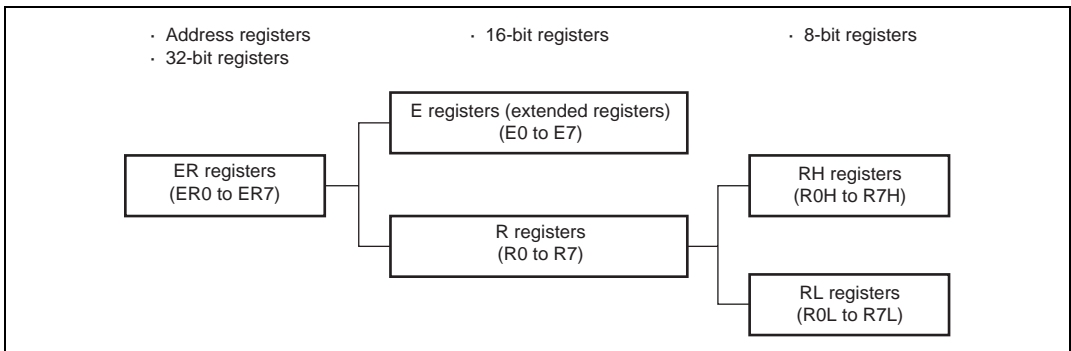 · Address registers
· 32-bit registers
· 16-bit registers
· 8-bit registers
E registers (extended registers)
(E0 to E7)
ER registers
(ER0 to ER7)
RH registers
(R0H to R7H)
R registers
(R0 to R7)
RL registers
(R0L to R7L)